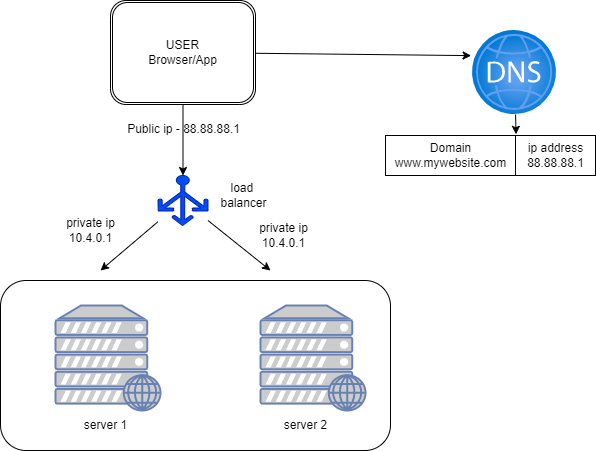 USER
Browser/App
DNS
Public ip - 88.88.88.1
Domain
www.mywebsite.com
ip address
88.88.88.1
load
balancer
private ip
10.4.0.1
private ip
10.4.0.1
server 1
server 2